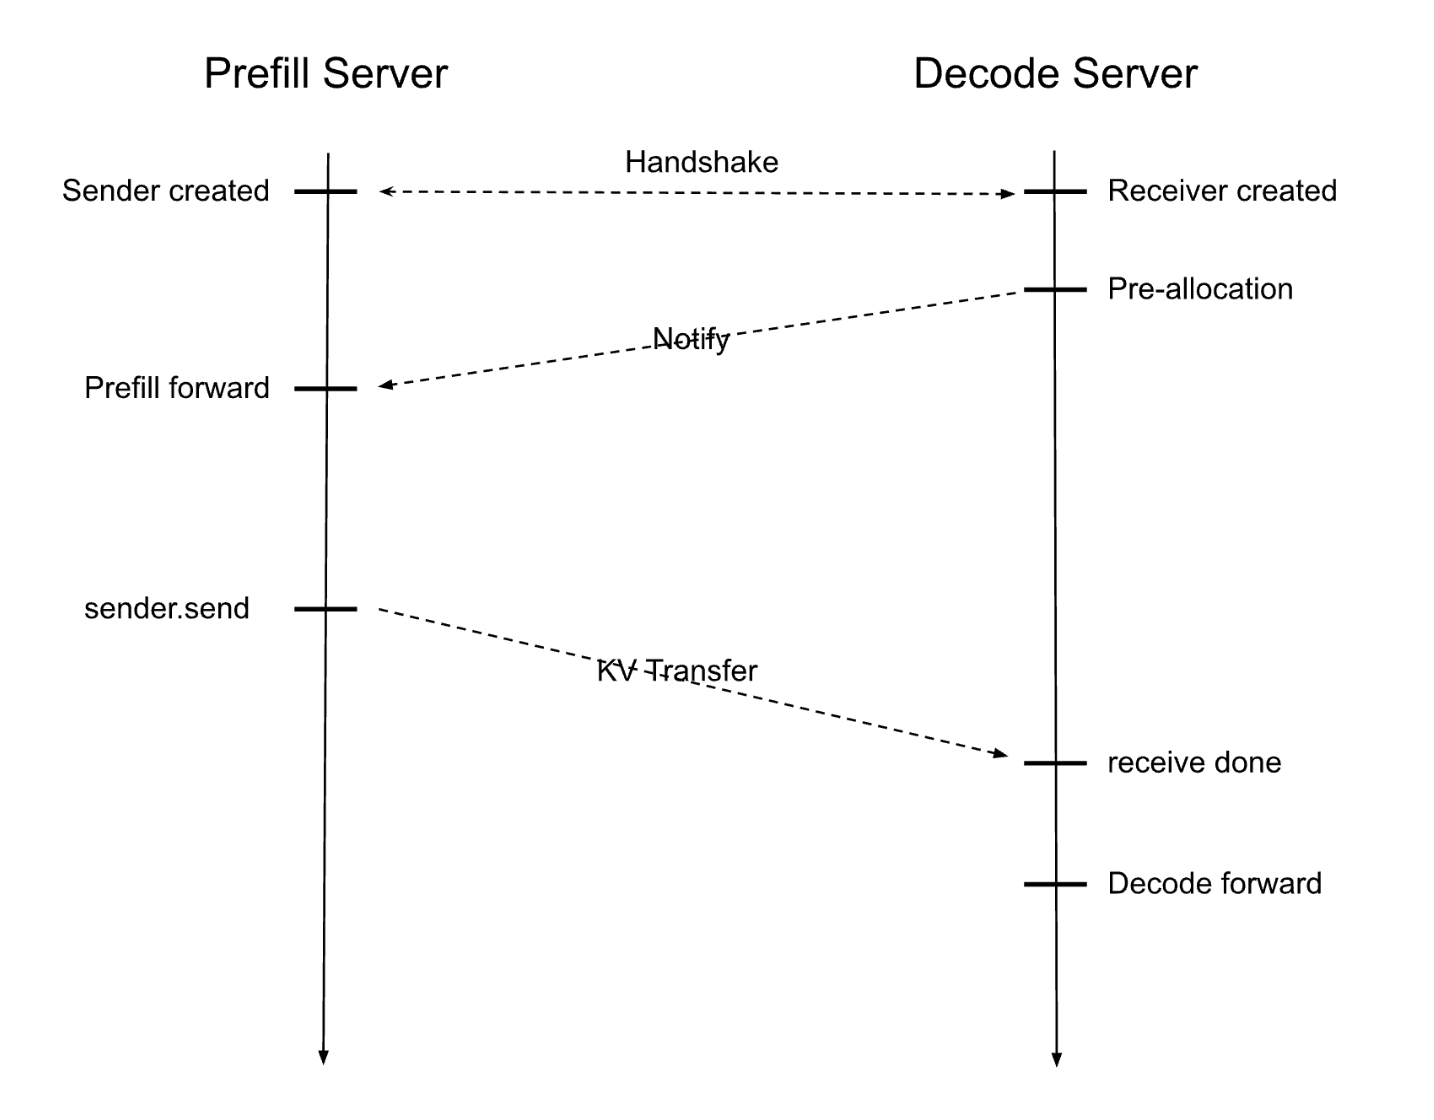 Prefill Server
Decode Server
Handshake
Sender created
Receiver created
Pre-allocation
Notify
Prefill forward
sender.send
KV Transfer
receive done
Decode forward